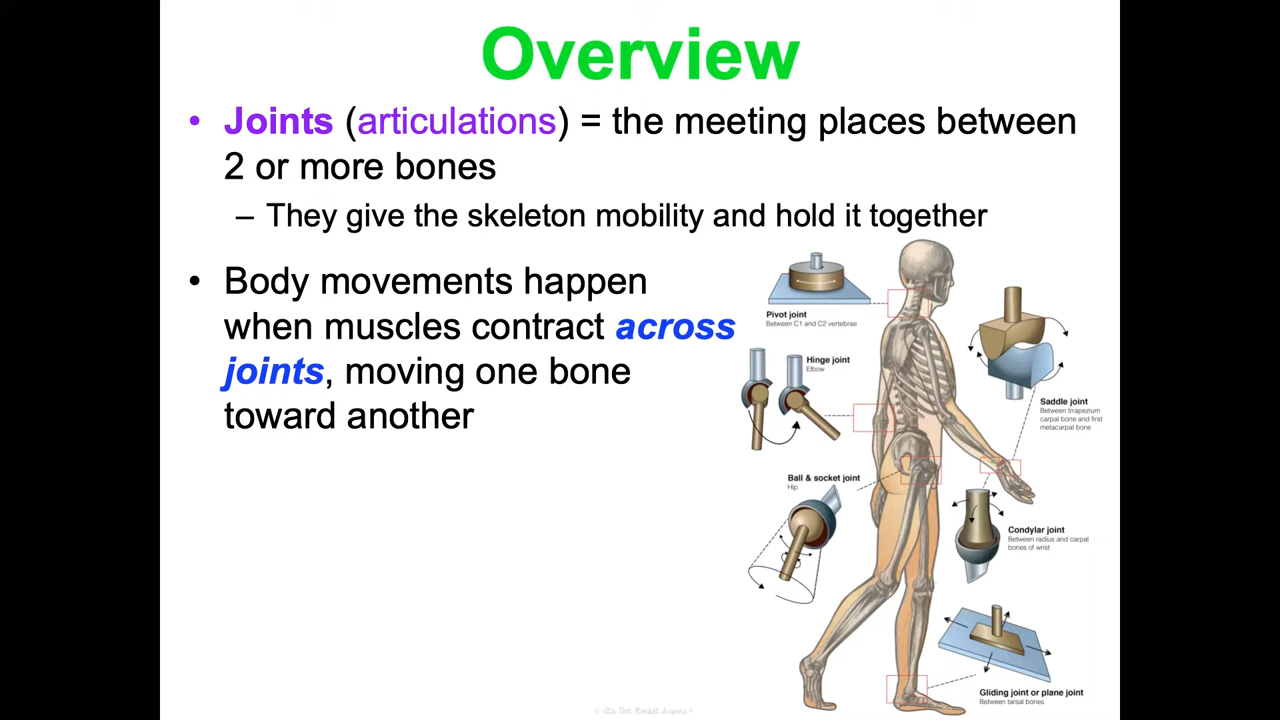 Overview
• Joints (articulations) = the meeting places between
2 or more bones
– They give the skeleton mobility and hold it together
• Body movements happen
when muscles contract across
joints, moving one bone
toward another
Pivot joint
Between C1 and C2 vertebrae
Hinge joint
Elbow
Saddle joint
Between trrapezium
carpal bone and first
metacarpal bone
Ball & socket joint
Hip
Condylar joint
Between radius and carpal
bones of wrist
Gliding joint or plane joint
Between tarsal bones